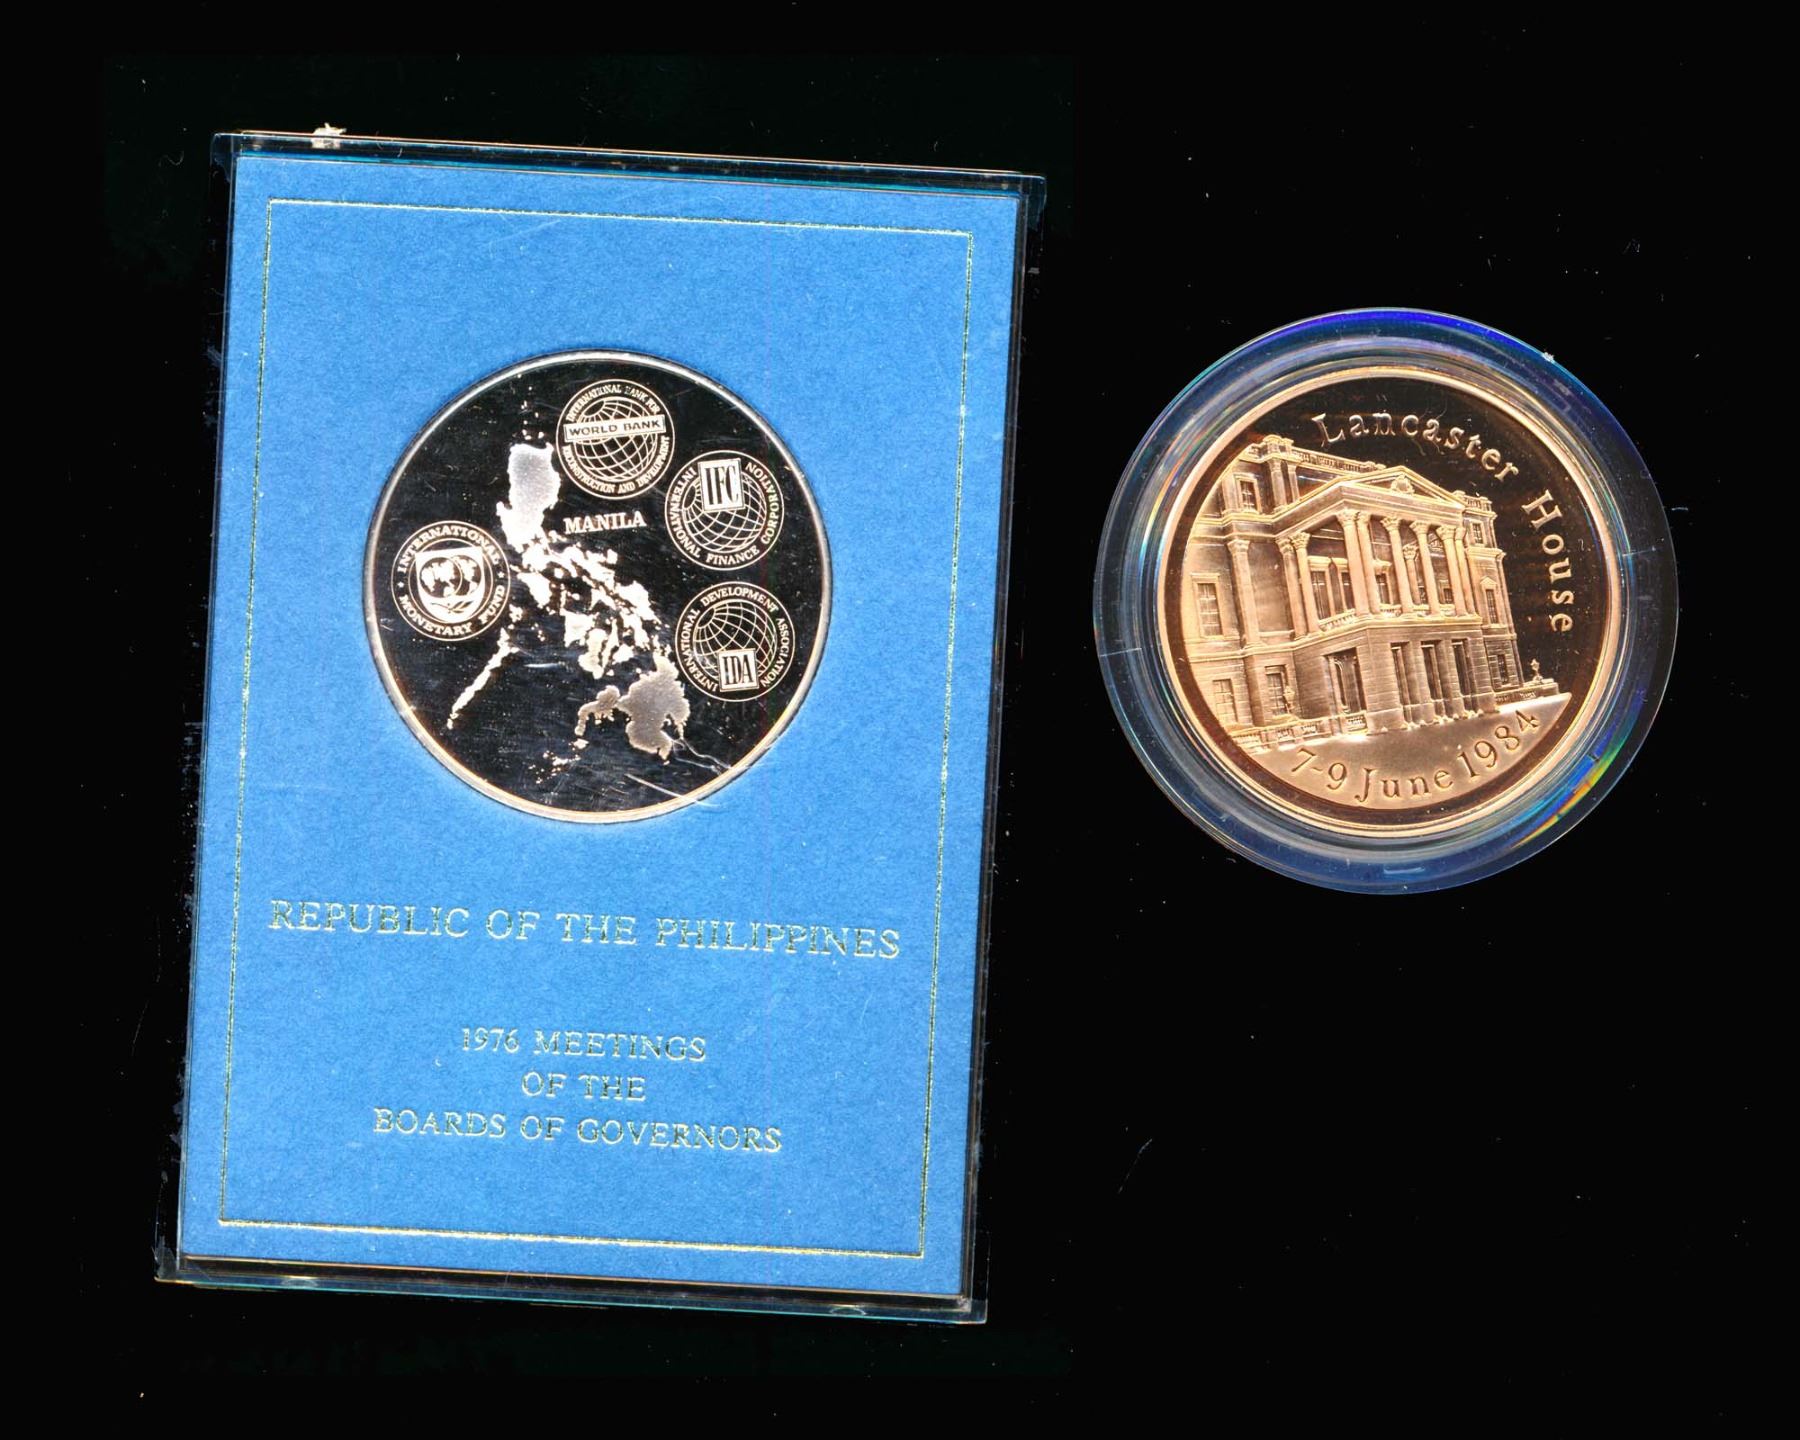 INTERNATIONAL BANK FOR
WORLD BANK
RECONSTRUCTION AND DEVELOPMENT
IFC
INTERNATIONAL FINANCE CORPORATION
MANILA
INTERNATIONAL
MONETARY FUND
INTERNATIONAL DEVELOPMENT ASSOCIATION
IDA
REPUBLIC OF THE PHILIPPINES
1976 MEETINGS
OF THE
BOARDS OF GOVERNORS
Lancaster House
7-9 June 1984